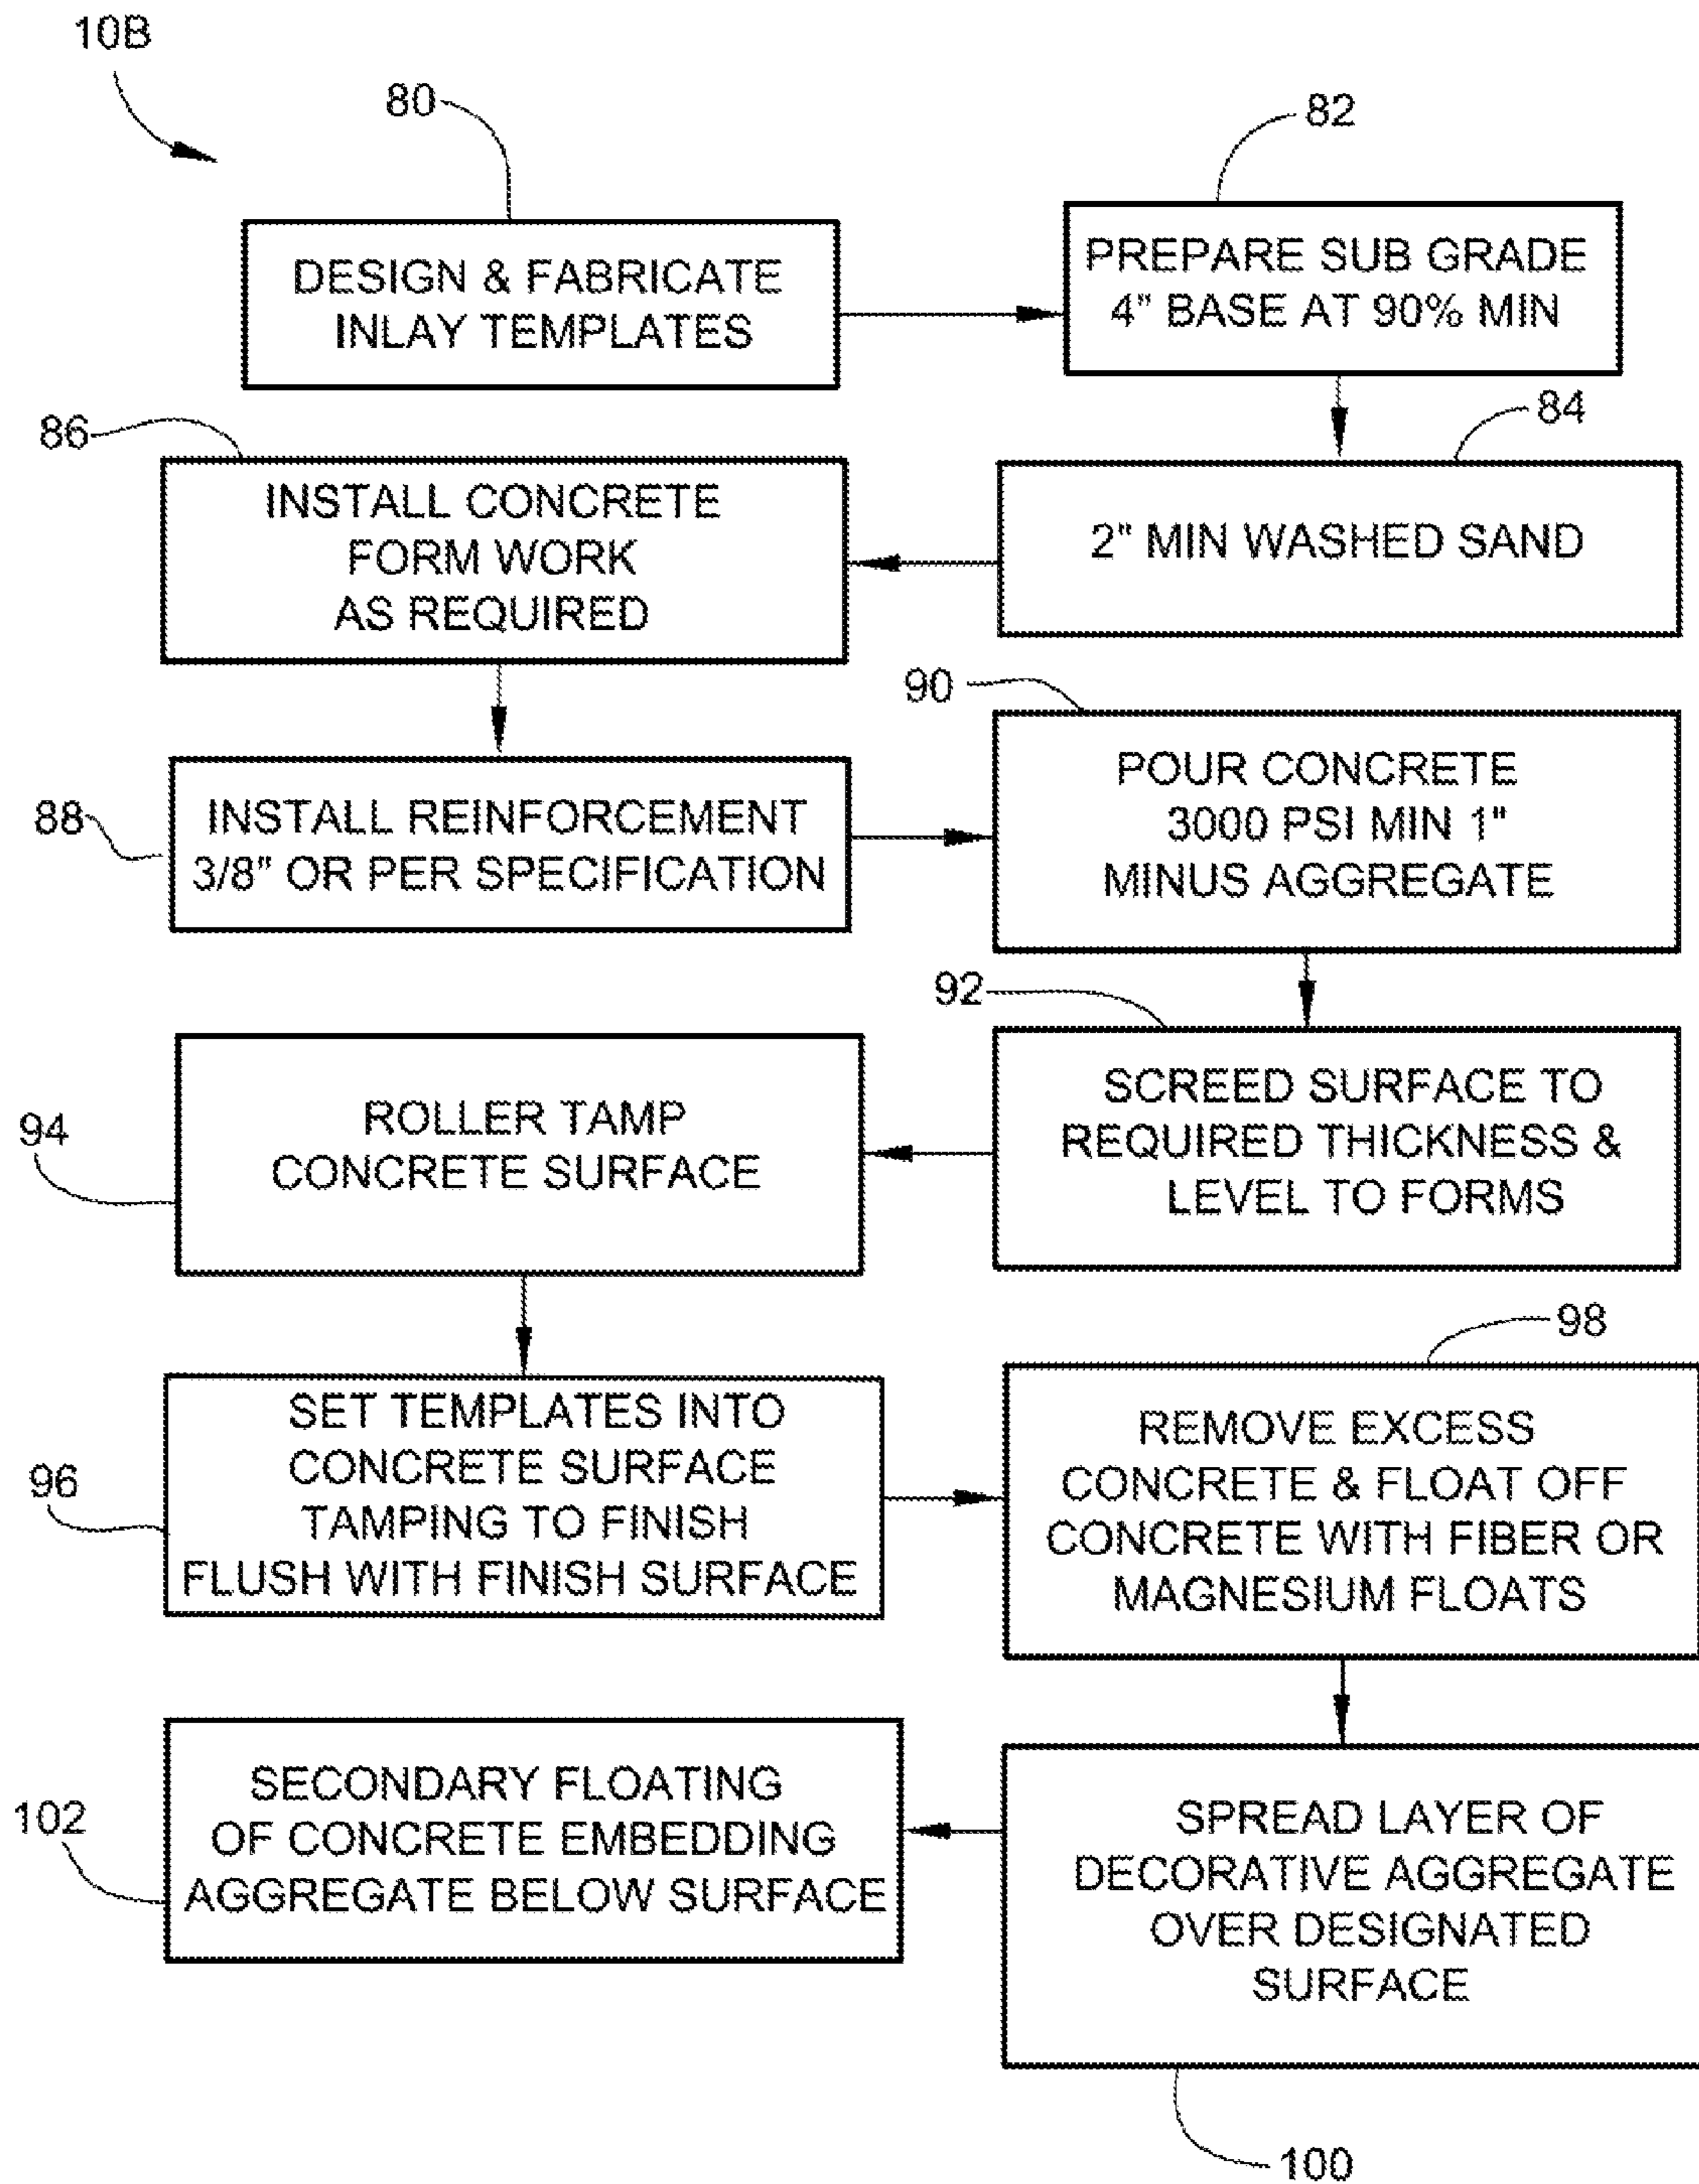 10B
80
DESIGN & FABRICATE
INLAY TEMPLATES
82
PREPARE SUB GRADE
4" BASE AT 90% MIN
84
2" MIN WASHED SAND
86
INSTALL CONCRETE
FORM WORK
AS REQUIRED
88
INSTALL REINFORCEMENT
3/8" OR PER SPECIFICATION
90
POUR CONCRETE
3000 PSI MIN 1"
MINUS AGGREGATE
92
SCREED SURFACE TO
REQUIRED THICKNESS &
LEVEL TO FORMS
94
ROLLER TAMP
CONCRETE SURFACE
96
SET TEMPLATES INTO
CONCRETE SURFACE
TAMPING TO FINISH
FLUSH WITH FINISH SURFACE
98
REMOVE EXCESS
CONCRETE & FLOAT OFF
CONCRETE WITH FIBER OR
MAGNESIUM FLOATS
100
SPREAD LAYER OF
DECORATIVE AGGREGATE
OVER DESIGNATED
SURFACE
102
SECONDARY FLOATING
OF CONCRETE EMBEDDING
AGGREGATE BELOW SURFACE